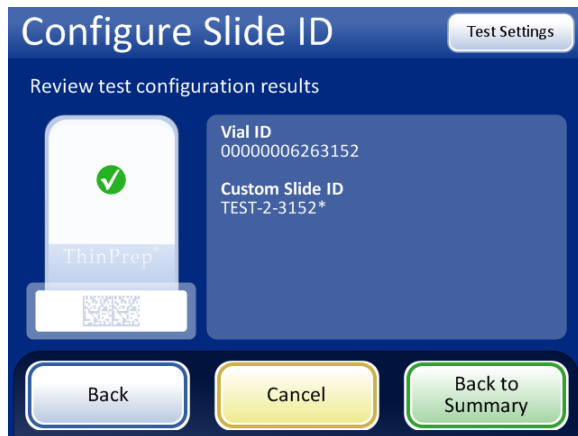 Configure Slide ID
Test Settings
Review test configuration results
Vial ID
00000006263152
Custom Slide ID
TEST-2-3152*
ThinPrep®
Back
Cancel
Back to
Summary